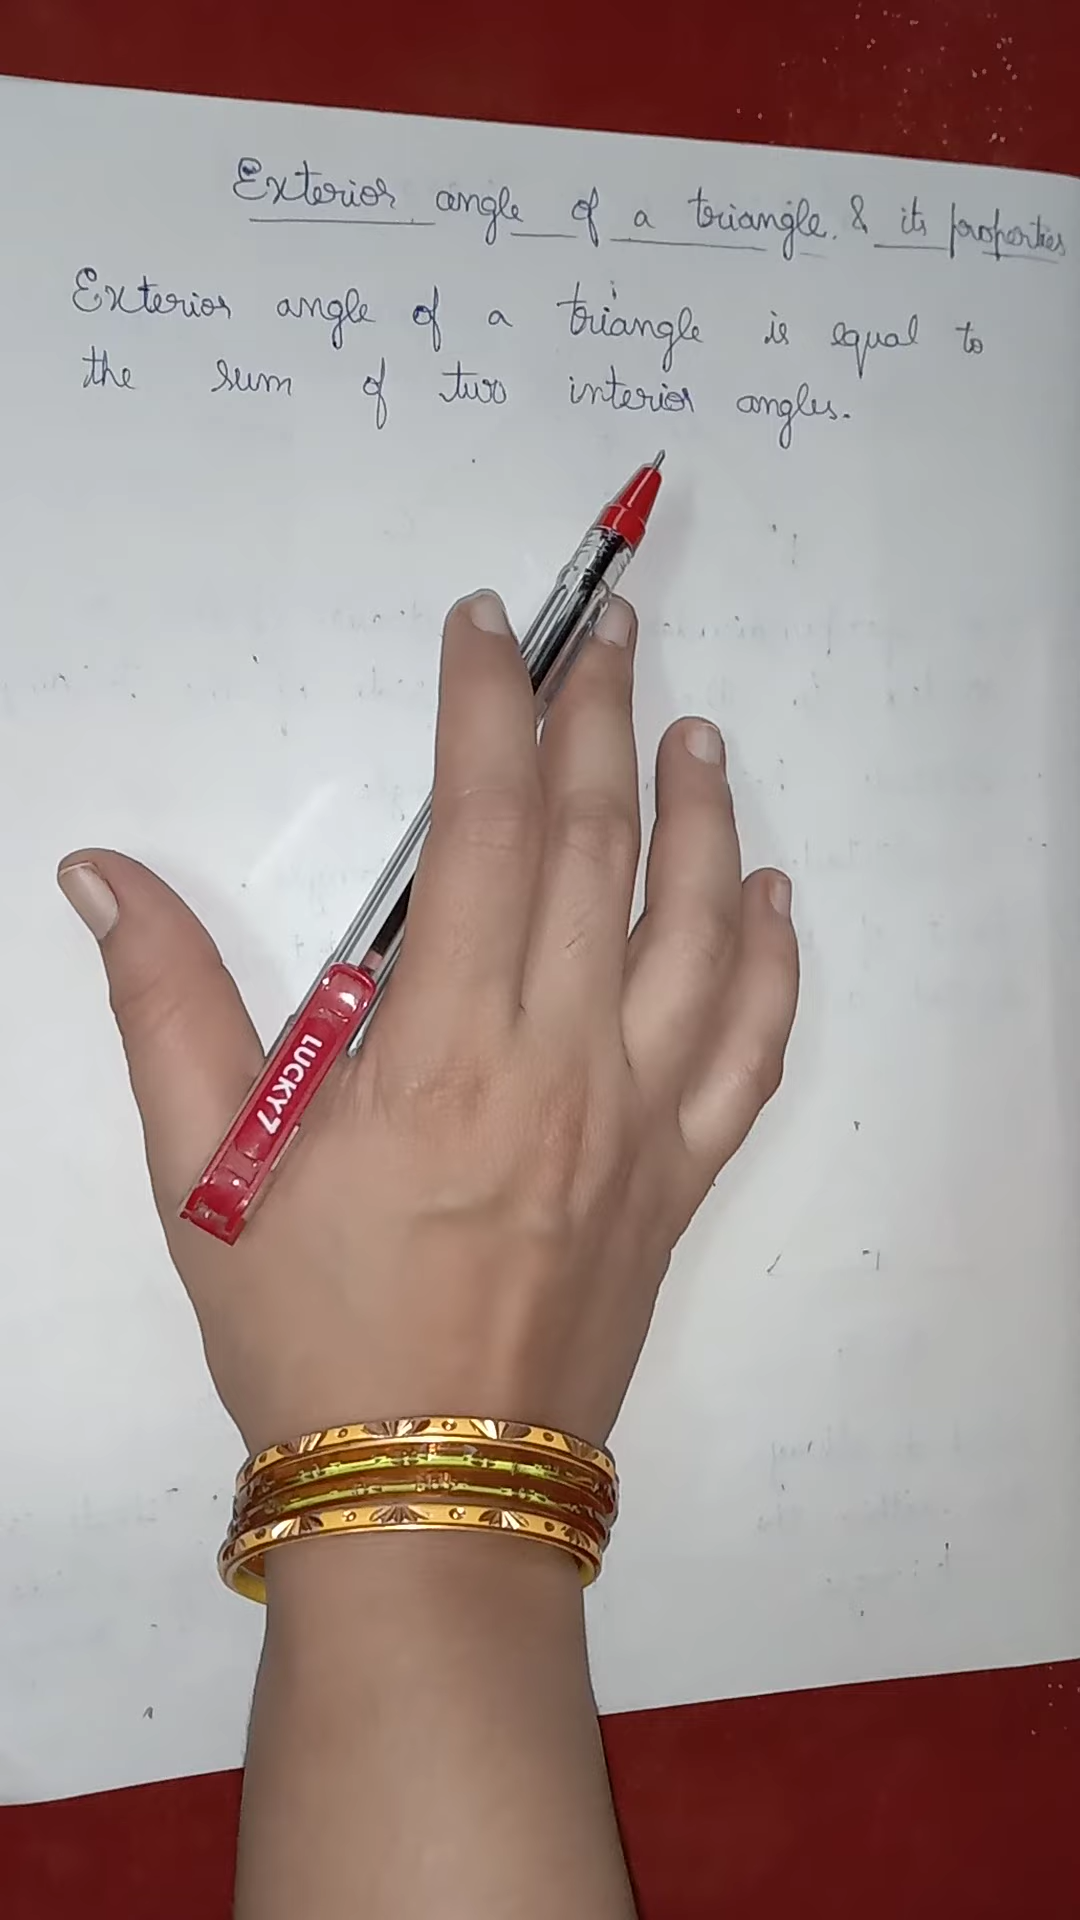 Exterior angle of a triangle & its properties
Exterior angle of a triangle is equal to
the sum of two interior angles.
LUCKY7